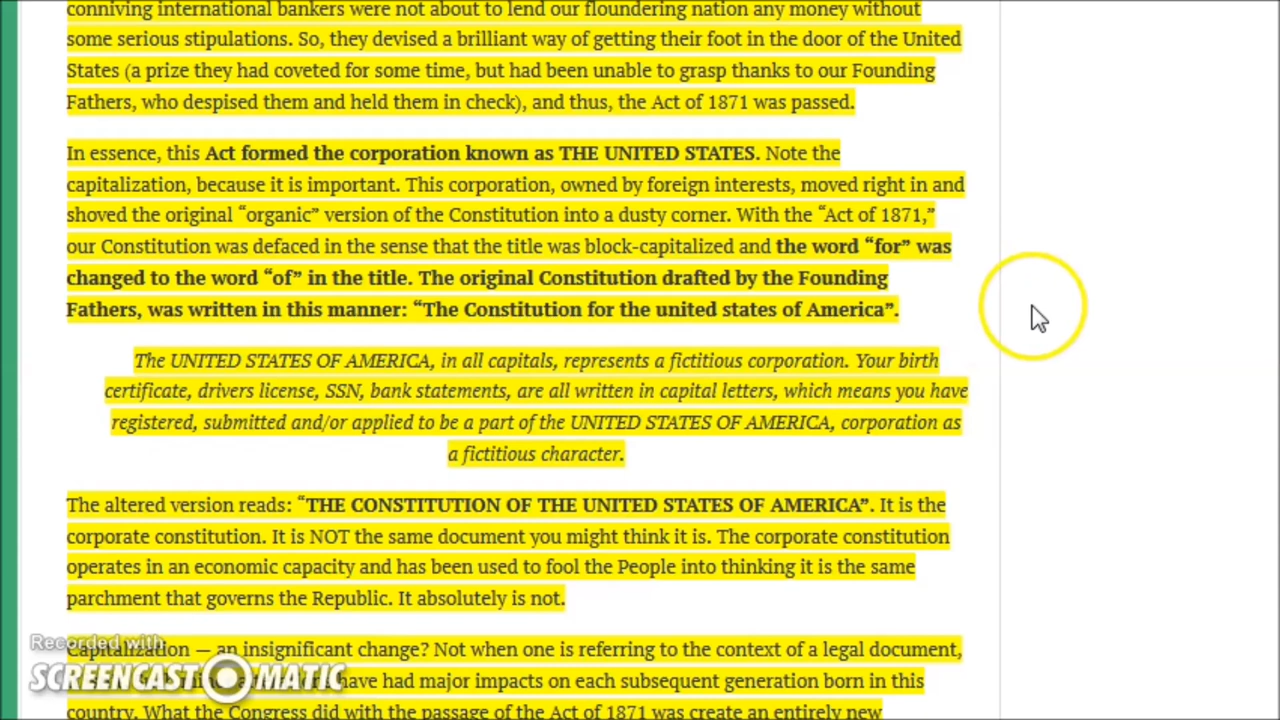 conniving international bankers were not about to lend our floundering nation any money without
some serious stipulations. So, they devised a brilliant way of getting their foot in the door of the United
States (a prize they had coveted for some time, but had been unable to grasp thanks to our Founding
Fathers, who despised them and held them in check), and thus, the Act of 1871 was passed.
In essence, this Act formed the corporation known as THE UNITED STATES. Note the
capitalization, because it is important. This corporation, owned by foreign interests, moved right in and
shoved the original “organic” version of the Constitution into a dusty corner. With the “Act of 1871,”
our Constitution was defaced in the sense that the title was block-capitalized and the word “for” was
changed to the word “of” in the title. The original Constitution drafted by the Founding
Fathers, was written in this manner: “The Constitution for the united states of America”.
The UNITED STATES OF AMERICA, in all capitals, represents a fictitious corporation. Your birth
certificate, drivers license, SSN, bank statements, are all written in capital letters, which means you have
registered, submitted and/or applied to be a part of the UNITED STATES OF AMERICA, corporation as
a fictitious character.
The altered version reads: “THE CONSTITUTION OF THE UNITED STATES OF AMERICA”. It is the
corporate constitution. It is NOT the same document you might think it is. The corporate constitution
operates in an economic capacity and has been used to fool the People into thinking it is the same
parchment that governs the Republic. It absolutely is not.
Recorded with
Capitalization — an insignificant change? Not when one is referring to the context of a legal document,
SCREENCAST-O-MATIC
have had major impacts on each subsequent generation born in this
country. What the Congress did with the passage of the Act of 1871 was create an entirely new